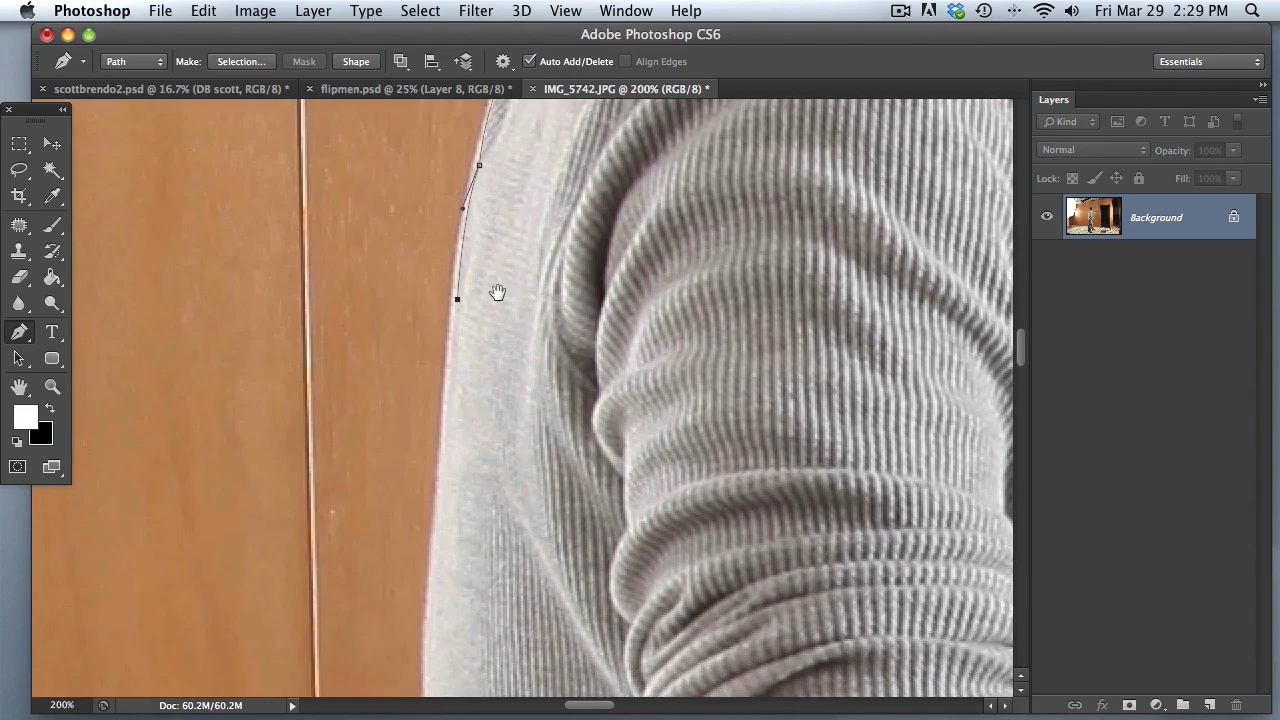 Photoshop File Edit Image Layer Type Select Filter 3D View Window Help Fri Mar 29 2:29 PM
Adobe Photoshop CS6
Path Make: Selection... Mask Shape Auto Add/Delete Align Edges Essentials
scottbrendo2.psd @ 16.7% (DB scott, RGB/8) * flipmen.psd @ 25% (Layer 8, RGB/8) * IMG_5742.JPG @ 200% (RGB/8) *
Layers
Kind
Normal Opacity: 100%
Lock: Fill: 100%
Background
200% Doc: 60.2M/60.2M